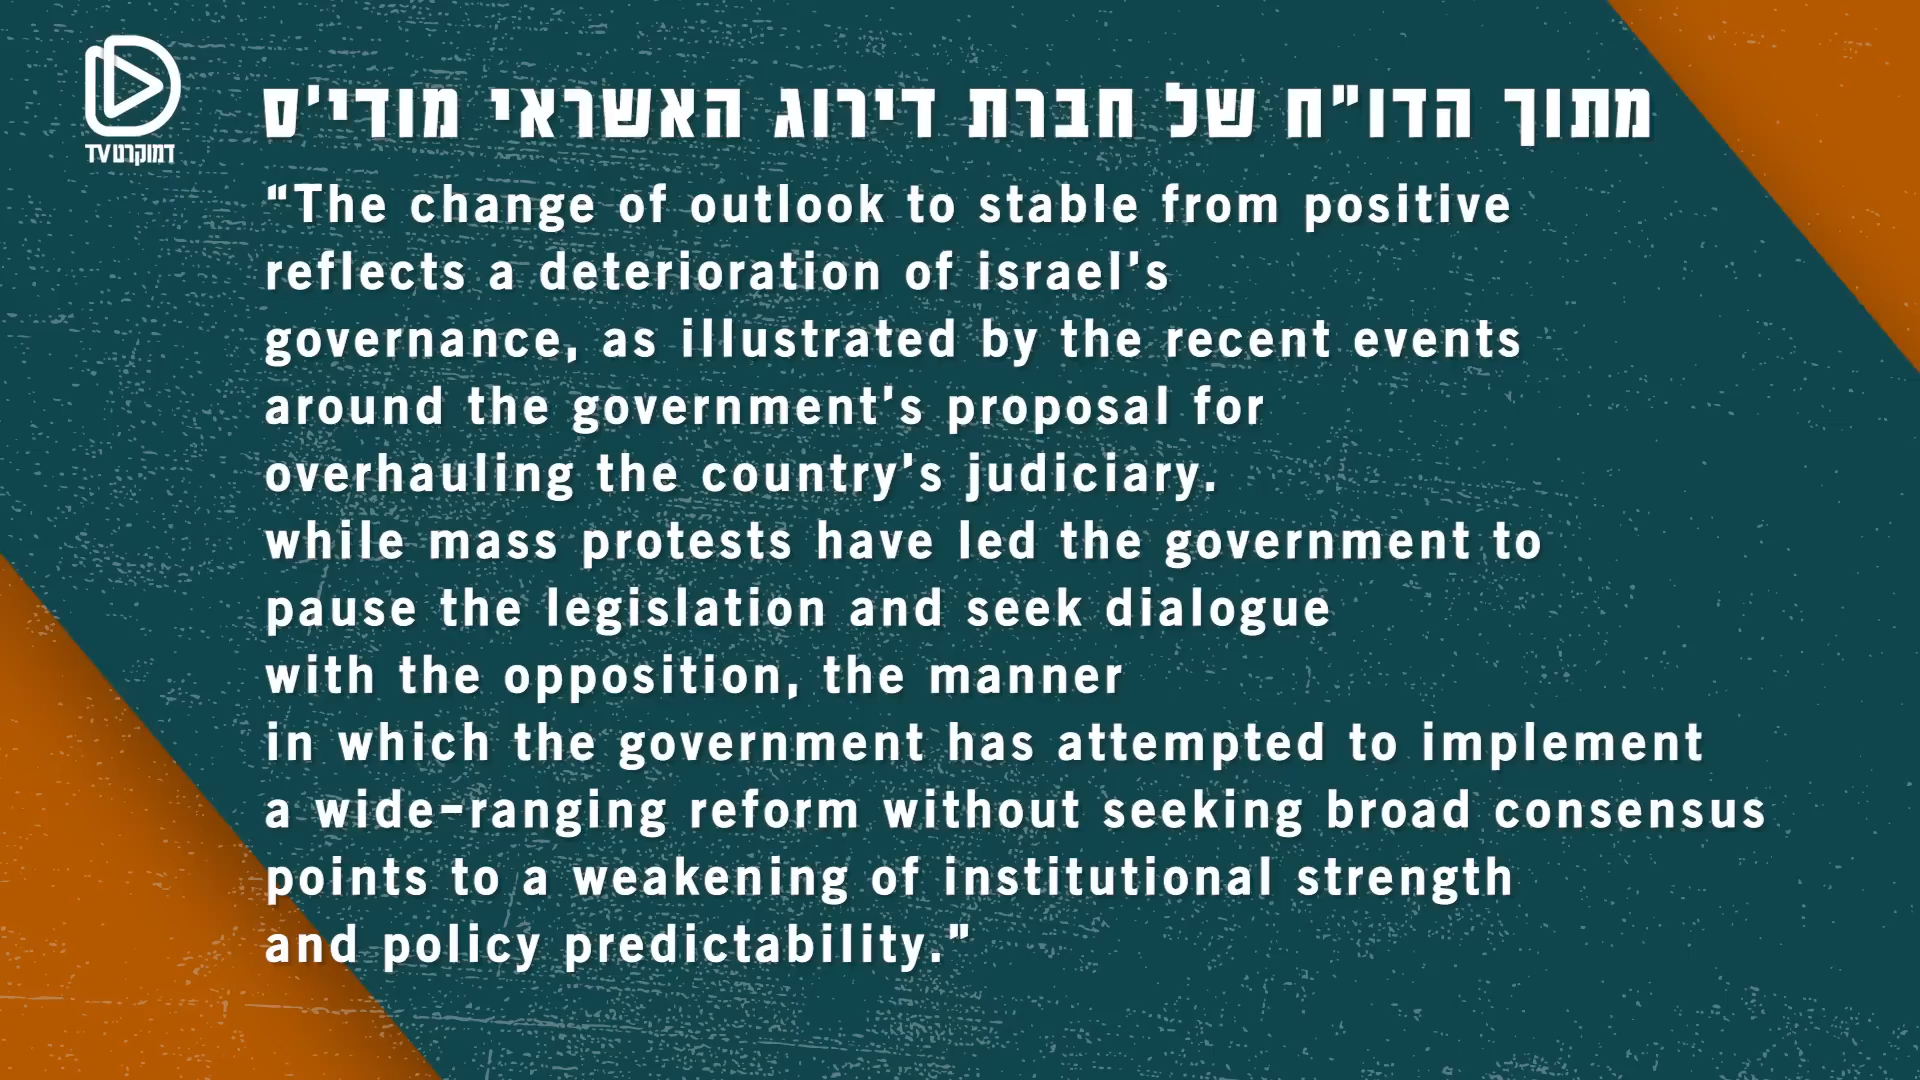 דמוקרטTV
מתוך הדו"ח של חברת דירוג האשראי מודי'ס
“The change of outlook to stable from positive
reflects a deterioration of israel's
governance, as illustrated by the recent events
around the government's proposal for
overhauling the country's judiciary.
while mass protests have led the government to
pause the legislation and seek dialogue
with the opposition, the manner
in which the government has attempted to implement
a wide-ranging reform without seeking broad consensus
points to a weakening of institutional strength
and policy predictability.”